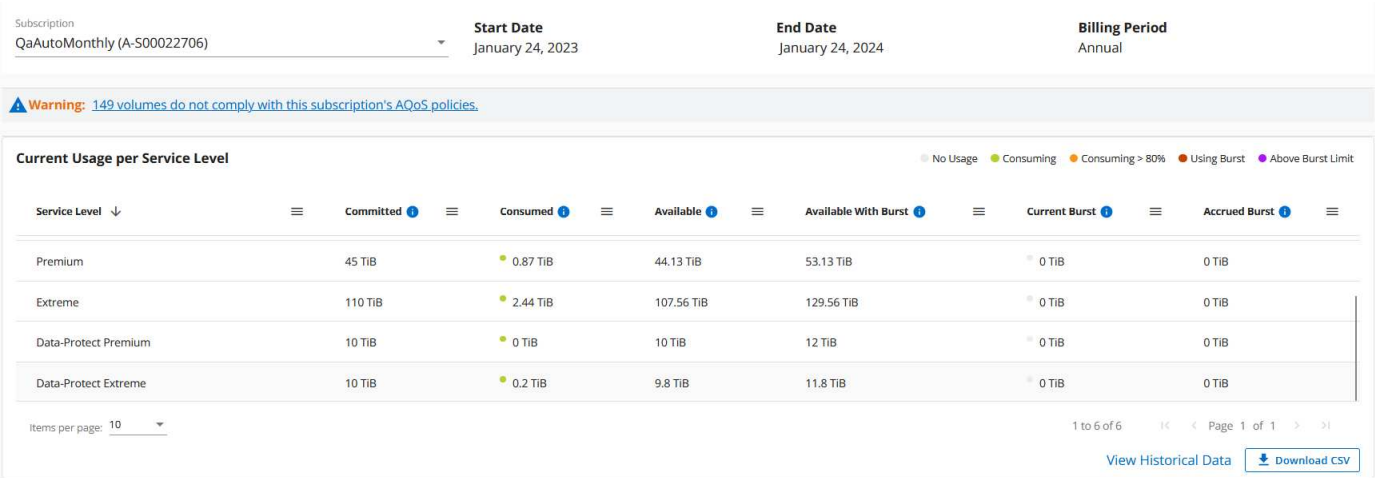 Subscription
QaAutoMonthly (A-S00022706)
Start Date
January 24, 2023
End Date
January 24, 2024
Billing Period
Annual
Warning: 149 volumes do not comply with this subscription's AQoS policies.
Current Usage per Service Level
No Usage Consuming Consuming > 80% Using Burst Above Burst Limit
Service Level Committed Consumed Available Available With Burst Current Burst Accrued Burst
Premium 45 TiB 0.87 TiB 44.13 TiB 53.13 TiB 0 TiB 0 TiB
Extreme 110 TiB 2.44 TiB 107.56 TiB 129.56 TiB 0 TiB 0 TiB
Data-Protect Premium 10 TiB 0 TiB 10 TiB 12 TiB 0 TiB 0 TiB
Data-Protect Extreme 10 TiB 0.2 TiB 9.8 TiB 11.8 TiB 0 TiB 0 TiB
Items per page: 10 1 to 6 of 6 Page 1 of 1
View Historical Data Download CSV